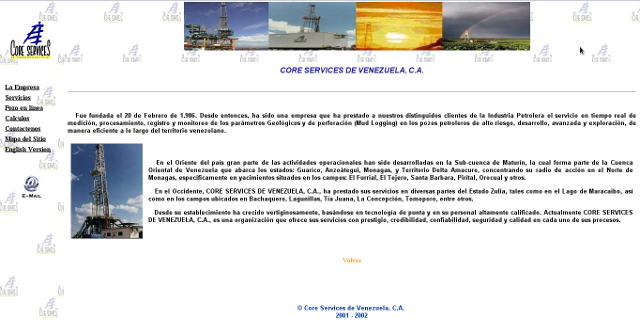 CORE SERVICES
CORE SERVICES DE VENEZUELA, C.A.
La Empresa
Servicios
Pozo en línea
Calculos
Contactenos
Mapa del Sitio
English Version
E-MAIL
Fue fundada el 20 de Febrero de 1,986. Desde entonces, ha sido una empresa que ha prestado a nuestros distinguidos clientes de la Industria Petrolera el servicio en tiempo real de
medición, procesamiento, registro y monitoreo de los parámetros Geológicos y de perforación (Mud Logging) en los pozos petroleros de alto riesgo, desarrollo, avanzada y exploración, de
manera eficiente a lo largo del territorio venezolano.
En el Oriente del país gran parte de las actividades operacionales han sido desarrolladas en la Sub-cuenca de Maturín, la cual forma parte de la Cuenca
Oriental de Venezuela que abarca los estados: Guarico, Anzoátegui, Monagas, y Territorio Delta Amacuro, concentrando su radio de acción en el Norte de
Monagas, específicamente en yacimientos situados en los campos: El Furrial, El Tejero, Santa Barbara, Pirital, Orocual y otros.
En el Occidente, CORE SERVICES DE VENEZUELA, C.A., ha prestado sus servicios en diversas partes del Estado Zulia, tales como en el Lago de Maracaibo, así
como en los campos ubicados en Bachaquero, Lagunillas, Tía Juana, La Concepción, Tomoporo, entre otros.
Desde su establecimiento ha crecido vertiginosamente, basándose en tecnología de punta y en su personal altamente calificado. Actualmente CORE SERVICES
DE VENEZUELA, C.A., es una organización que ofrece sus servicios con prestigio, credibilidad, confiabilidad, seguridad y calidad en cada uno de sus procesos.
Volver
© Core Services de Venezuela, C.A.
2001 - 2002